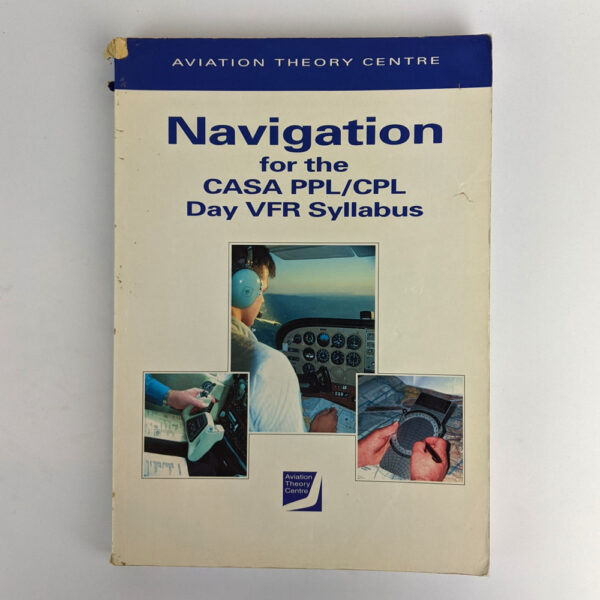 AVIATION THEORY CENTRE
Navigation
for the
CASA PPL/CPL
Day VFR Syllabus
Aviation
Theory
Centre